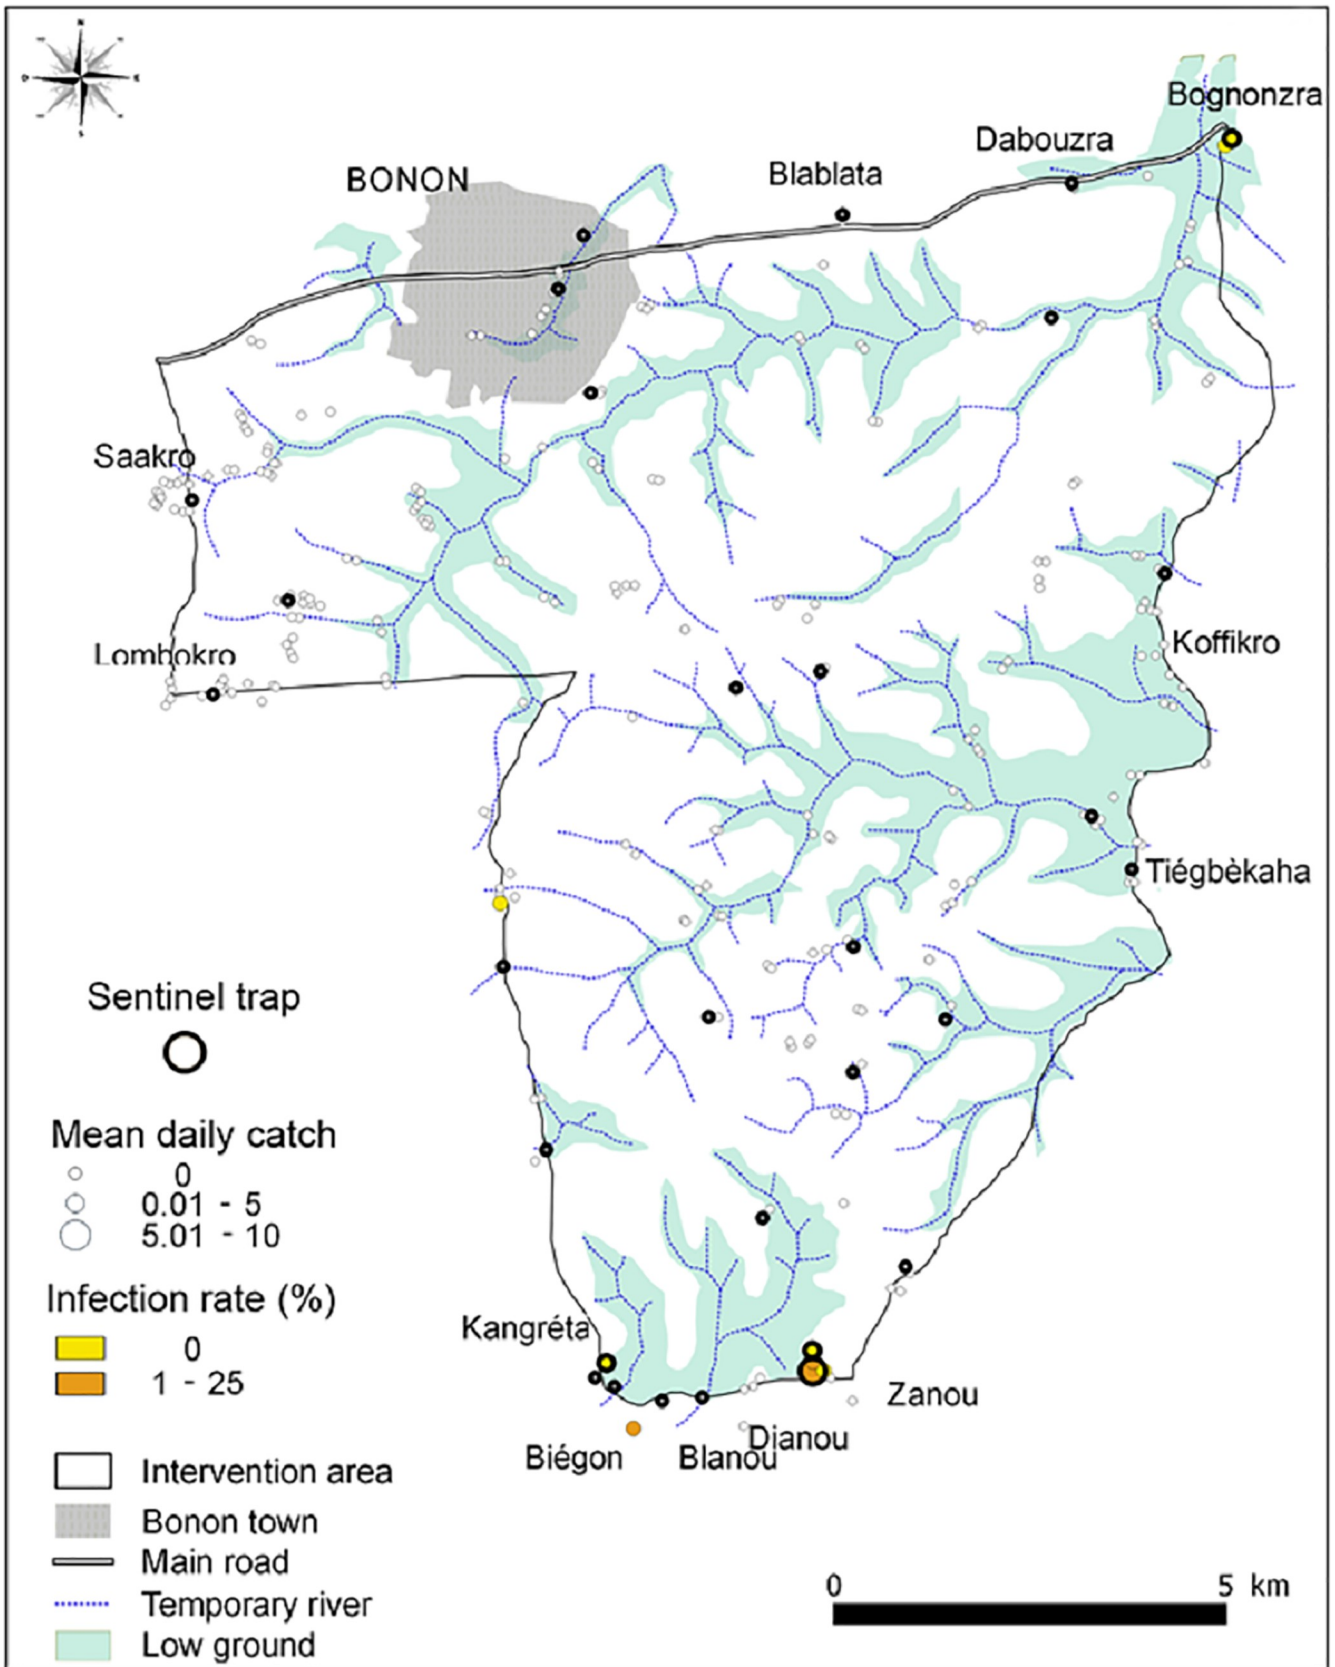 N
S
Bognonzra
Dabouzra
Blablata
BONON
Saakro
Lombokro
Koffikro
Tiégbèkaha
Sentinel trap
Mean daily catch
0
0.01 - 5
5.01 - 10
Infection rate (%)
0
1 - 25
Kangréta
Zanou
Djanou
Biégon
Blanou
Intervention area
Bonon town
Main road
Temporary river
Low ground
0 5 km